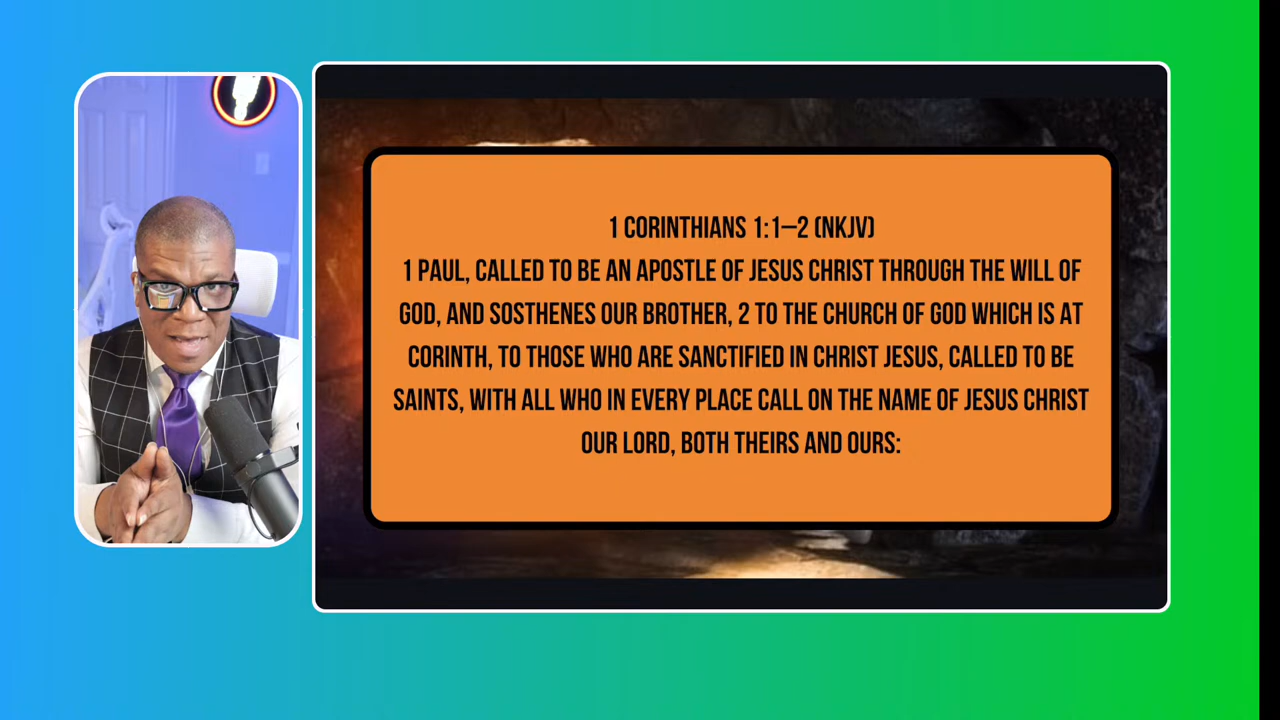 1 CORINTHIANS 1:1–2 (NKJV)
1 PAUL, CALLED TO BE AN APOSTLE OF JESUS CHRIST THROUGH THE WILL OF
GOD, AND SOSTHENES OUR BROTHER, 2 TO THE CHURCH OF GOD WHICH IS AT
CORINTH, TO THOSE WHO ARE SANCTIFIED IN CHRIST JESUS, CALLED TO BE
SAINTS, WITH ALL WHO IN EVERY PLACE CALL ON THE NAME OF JESUS CHRIST
OUR LORD, BOTH THEIRS AND OURS: